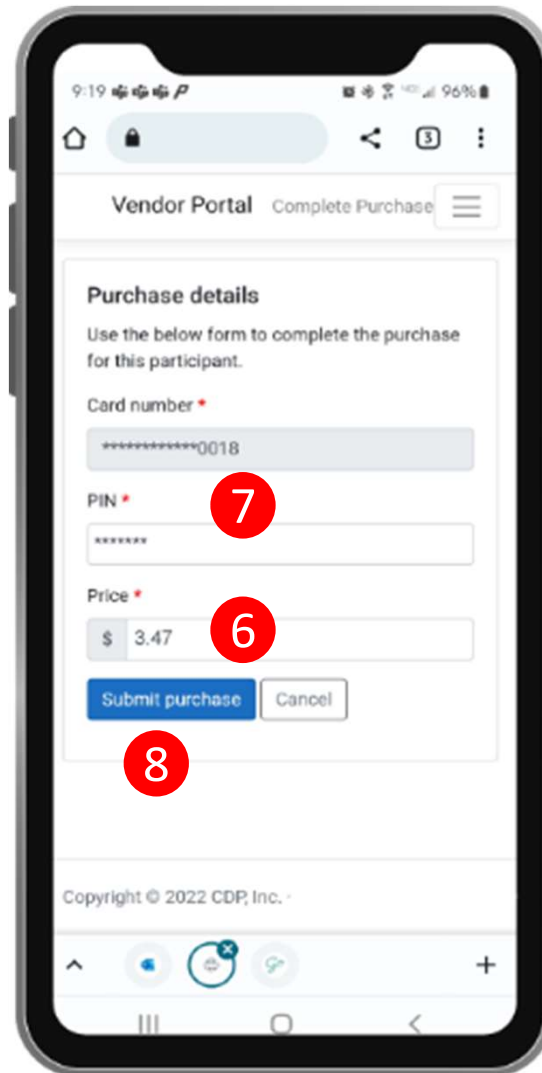 9:19 96%
3
Vendor Portal Complete Purchase
Purchase details
Use the below form to complete the purchase
for this participant.
Card number *
************0018
PIN *
7
*******
Price *
$ 3.47
6
Submit purchase Cancel
8
Copyright © 2022 CDP, Inc. -